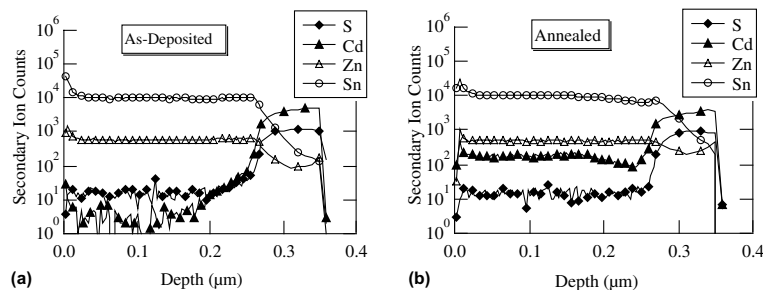 As-Deposited
S
Cd
Zn
Sn
Secondary Ion Counts
10^6
10^5
10^4
10^3
10^2
10^1
10^0
0.0 0.1 0.2 0.3 0.4
Depth (µm)
(a)
Annealed
S
Cd
Zn
Sn
Secondary Ion Counts
10^6
10^5
10^4
10^3
10^2
10^1
10^0
0.0 0.1 0.2 0.3 0.4
Depth (µm)
(b)